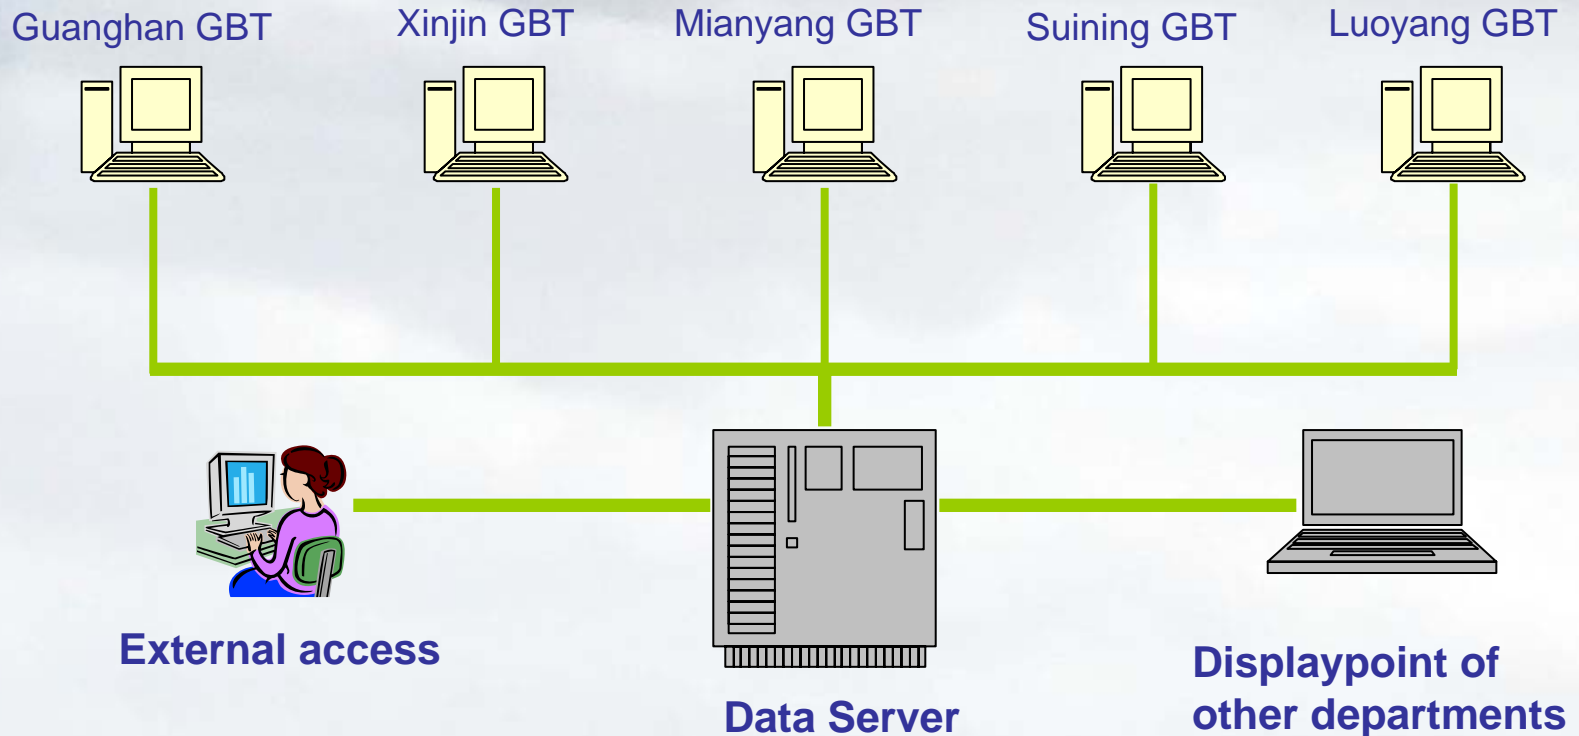 Guanghan GBT
Xinjin GBT
Mianyang GBT
Suining GBT
Luoyang GBT
External access
Data Server
Displaypoint of
other departments